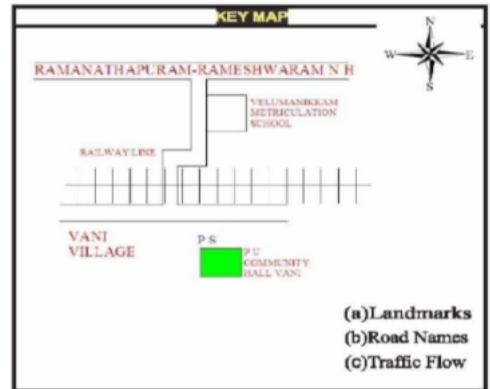 KEY MAP
N
W E
S
RAMANATHAPURAM-RAMESHWARAM N H
VELUMANIKKAM
METRICULATION
SCHOOL
RAILWAY LINE
VANI
VILLAGE
P S
P U
COMMUNITY
HALL VANI
(a)Landmarks
(b)Road Names
(c)Traffic Flow